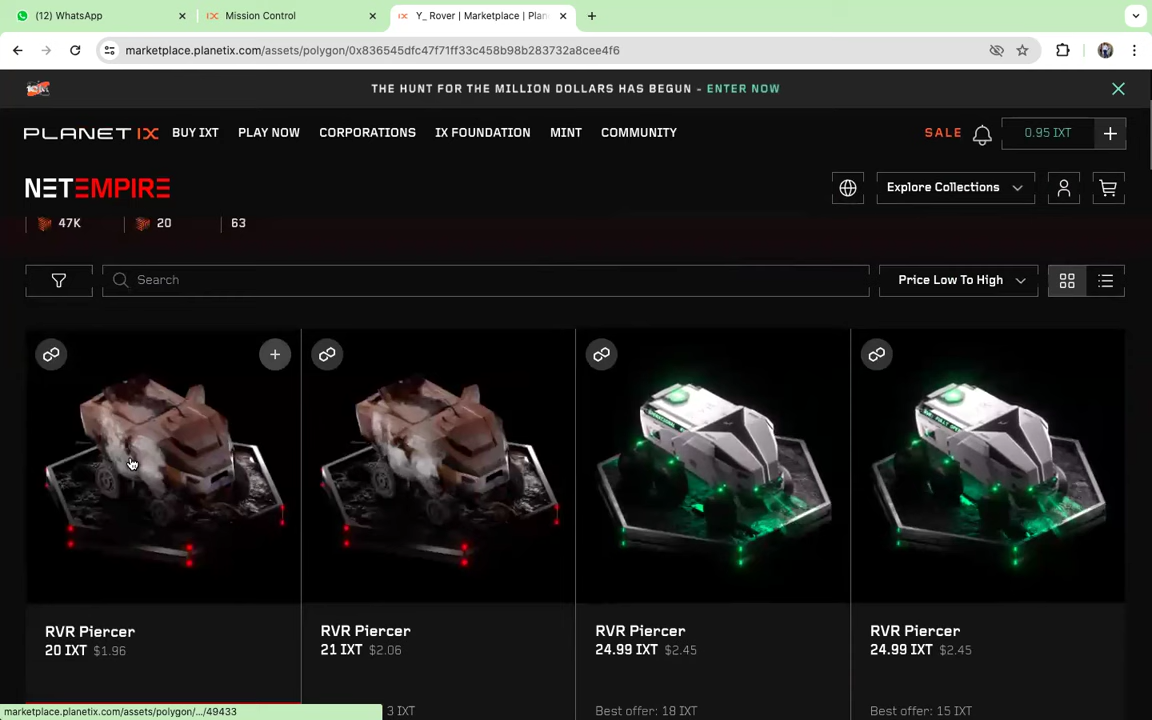 (12) WhatsApp
Mission Control
Y_ Rover | Marketplace | Plan
marketplace.planetix.com/assets/polygon/0x836545dfc47f71ff33c458b98b283732a8cee4f6
THE HUNT FOR THE MILLION DOLLARS HAS BEGUN - ENTER NOW
PLANET IX
BUY IXT
PLAY NOW
CORPORATIONS
IX FOUNDATION
MINT
COMMUNITY
SALE
0.95 IXT
NETEMPIRE
Explore Collections
47K
20
63
Search
Price Low To High
RVR Piercer
20 IXT $1.96
RVR Piercer
21 IXT $2.06
3 IXT
RVR Piercer
24.99 IXT $2.45
Best offer: 18 IXT
RVR Piercer
24.99 IXT $2.45
Best offer: 15 IXT
marketplace.planetix.com/assets/polygon/.../49433